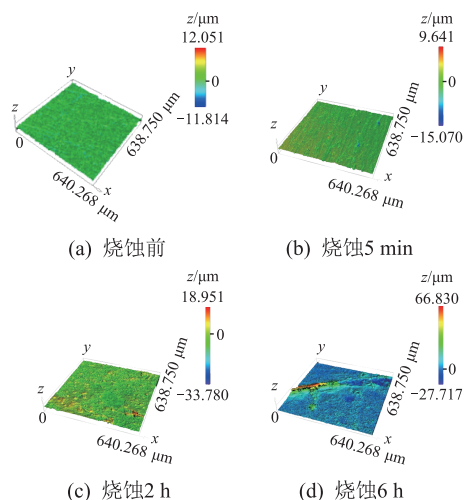 z/μm
12.051
0
−11.814
y
z
0
x
640.268 μm
638.750 μm
(a) 烧蚀前
z/μm
9.641
0
−15.070
y
z
0
x
640.268 μm
638.750 μm
(b) 烧蚀5 min
z/μm
18.951
0
−33.780
y
z
0
x
640.268 μm
638.750 μm
(c) 烧蚀2 h
z/μm
66.830
0
−27.717
y
z
0
x
640.268 μm
638.750 μm
(d) 烧蚀6 h